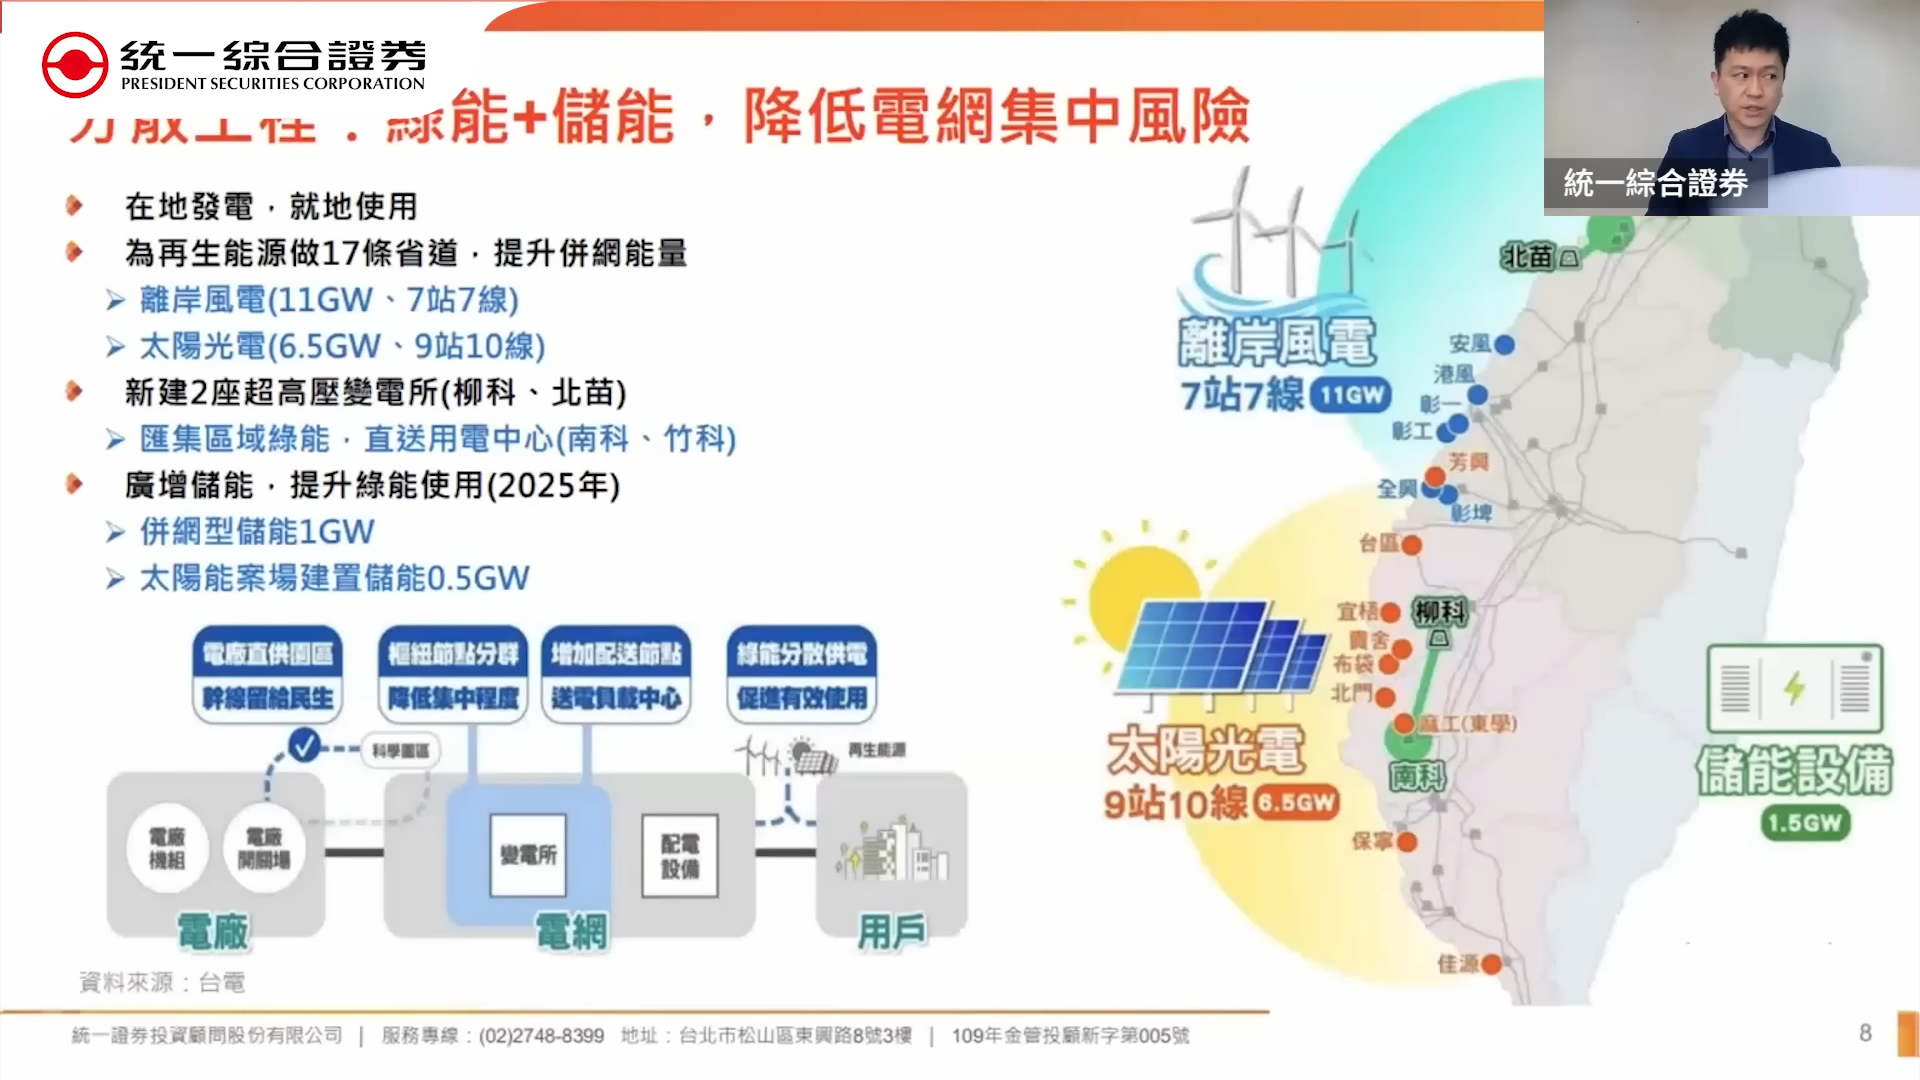 統一綜合證券
PRESIDENT SECURITIES CORPORATION
分散工程：綠能+儲能，降低電網集中風險
統一綜合證券
在地發電，就地使用
為再生能源做17條省道，提升併網能量
離岸風電(11GW、7站7線)
太陽光電(6.5GW、9站10線)
新建2座超高壓變電所(柳科、北苗)
匯集區域綠能，直送用電中心(南科、竹科)
廣增儲能，提升綠能使用(2025年)
併網型儲能1GW
太陽能案場建置儲能0.5GW
電廠直供園區
幹線留給民生
樞紐節點分群
降低集中程度
增加配送節點
送電負載中心
綠能分散供電
促進有效使用
科學園區
再生能源
電廠
機組
電廠
開關場
變電所
配電
設備
電廠
電網
用戶
離岸風電
7站7線 11GW
太陽光電
9站10線 6.5GW
北苗
安風
港風
彰一
彰工
芳興
全興
彰埤
台區
宜梧
柳科
布袋
北門
南科
保寧
佳源
儲能設備
1.5GW
資料來源：台電
統一證券投資顧問股份有限公司 | 服務專線：(02)2748-8399 地址：台北市松山區東興路8號3樓 | 109年金管投顧新字第005號
8